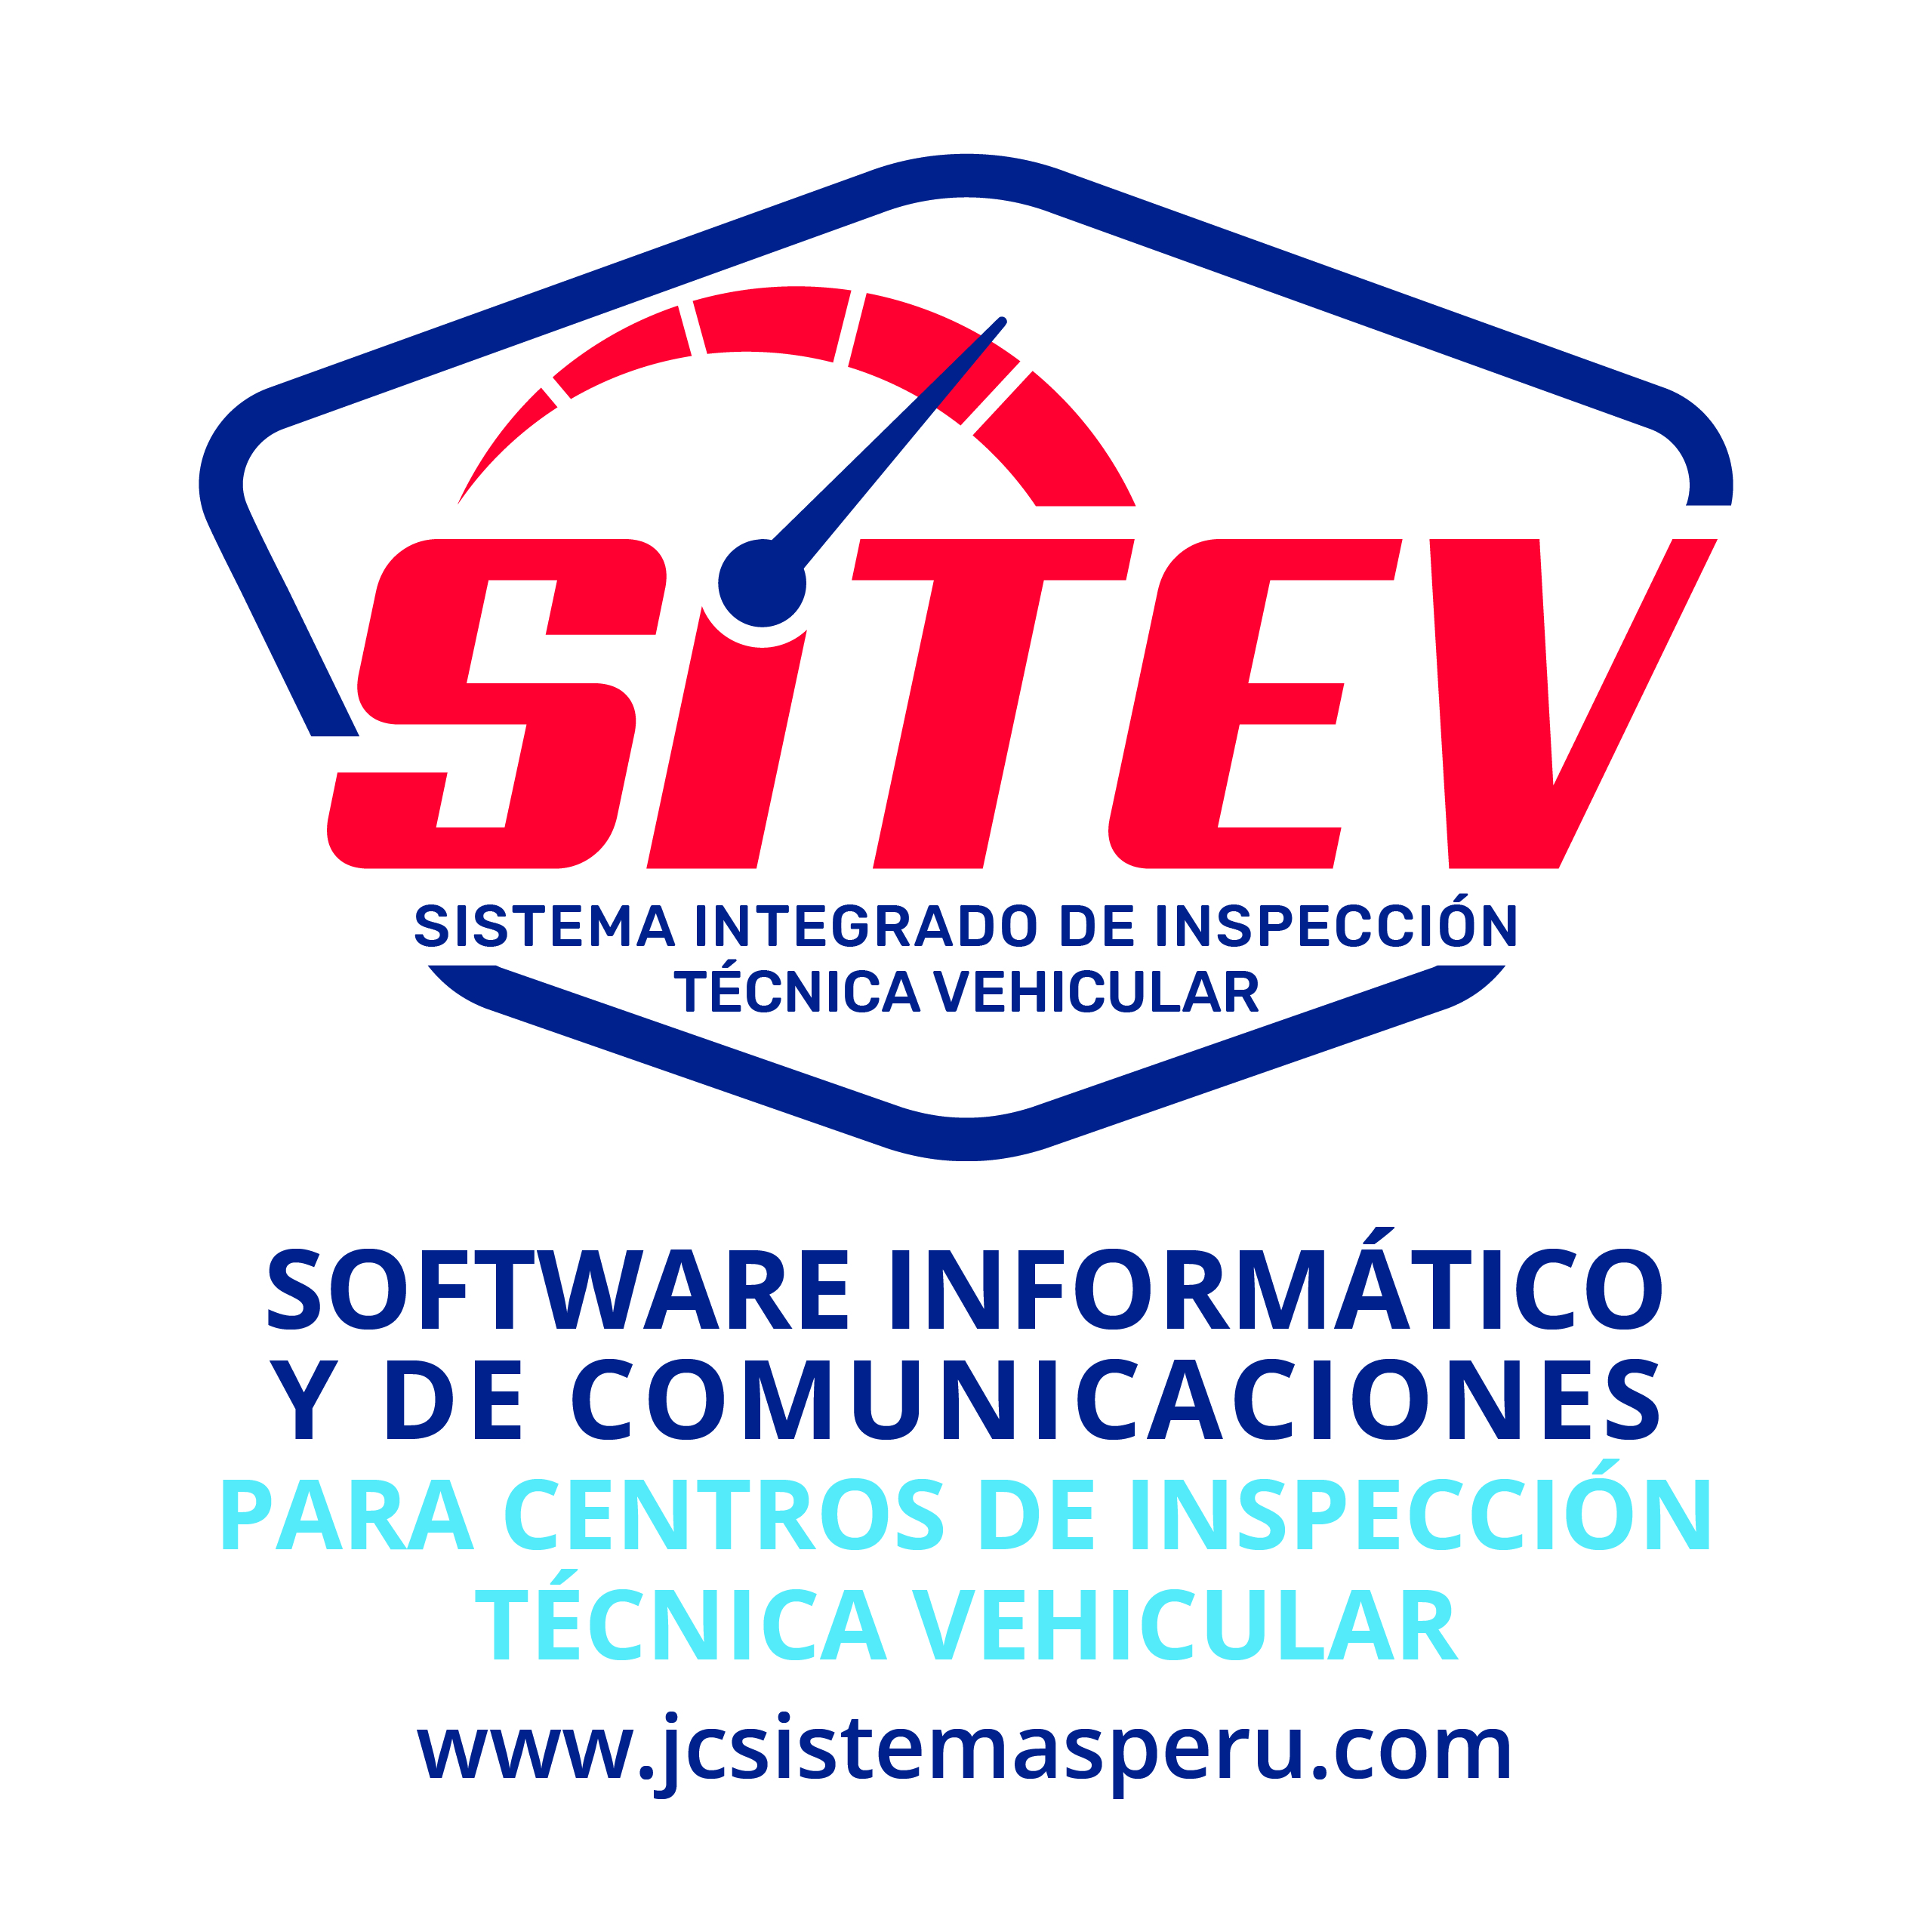 SiTEV
SISTEMA INTEGRADO DE INSPECCIÓN
TÉCNICA VEHICULAR
SOFTWARE INFORMÁTICO
Y DE COMUNICACIONES
PARA CENTROS DE INSPECCIÓN
TÉCNICA VEHICULAR
www.jcsistemasperu.com